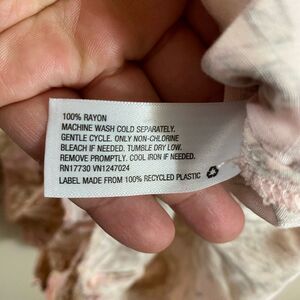 100% RAYON
MACHINE WASH COLD SEPARATELY.
GENTLE CYCLE. ONLY NON-CHLORINE
BLEACH IF NEEDED. TUMBLE DRY LOW.
REMOVE PROMPTLY. COOL IRON IF NEEDED.
RN17730 VN1247024
LABEL MADE FROM 100% RECYCLED PLASTIC